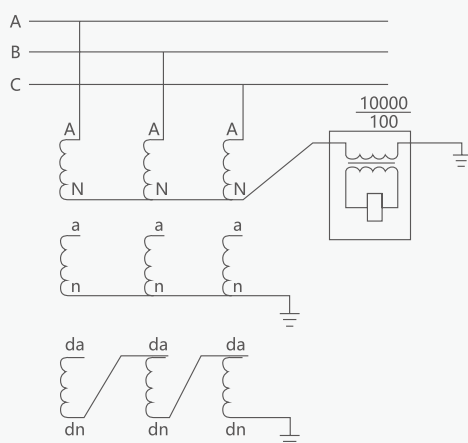 A
B
C
10000
100
A A A
N N N
a a a
n n n
da da da
dn dn dn